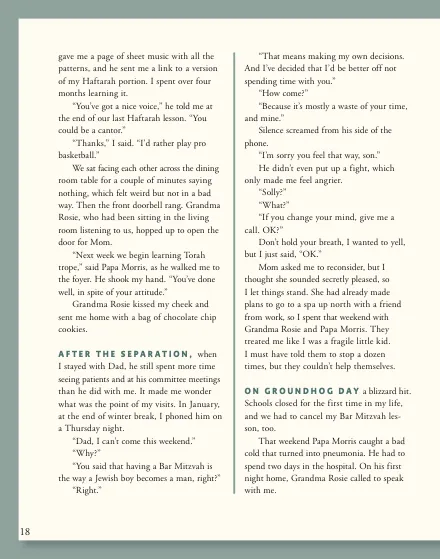 gave me a page of sheet music with all the
patterns, and he sent me a link to a version
of my Haftarah portion. I spent over four
months learning it.
“You’ve got a nice voice,” he told me at
the end of our last Haftarah lesson. “You
could be a cantor.”
“Thanks,” I said. “I’d rather play pro
basketball.”
We sat facing each other across the dining
room table for a couple of minutes saying
nothing, which felt weird but not in a bad
way. Then the front doorbell rang. Grandma
Rosie, who had been sitting in the living
room listening to us, hopped up to open the
door for Mom.
“Next week we begin learning Torah
trope,” said Papa Morris, as he walked me to
the foyer. He shook my hand. “You’ve done
well, in spite of your attitude.”
Grandma Rosie kissed my cheek and
sent me home with a bag of chocolate chip
cookies.
AFTER THE SEPARATION, when
I stayed with Dad, he still spent more time
seeing patients and at his committee meetings
than he did with me. It made me wonder
what was the point of my visits. In January,
at the end of winter break, I phoned him on
a Thursday night.
“Dad, I can’t come this weekend.”
“Why?”
“You said that having a Bar Mitzvah is
the way a Jewish boy becomes a man, right?”
“Right.”
“That means making my own decisions.
And I’ve decided that I’d be better off not
spending time with you.”
“How come?”
“Because it’s mostly a waste of your time,
and mine.”
Silence screamed from his side of the
phone.
“I’m sorry you feel that way, son.”
He didn’t even put up a fight, which
only made me feel angrier.
“Solly?”
“What?”
“If you change your mind, give me a
call. OK?”
Don’t hold your breath, I wanted to yell,
but I just said, “OK.”
Mom asked me to reconsider, but I
thought she sounded secretly pleased, so
I let things stand. She had already made
plans to go to a spa up north with a friend
from work, so I spent that weekend with
Grandma Rosie and Papa Morris. They
treated me like I was a fragile little kid.
I must have told them to stop a dozen
times, but they couldn’t help themselves.
ON GROUNDHOG DAY a blizzard hit.
Schools closed for the first time in my life,
and we had to cancel my Bar Mitzvah les-
son, too.
That weekend Papa Morris caught a bad
cold that turned into pneumonia. He had to
spend two days in the hospital. On his first
night home, Grandma Rosie called to speak
with me.
18